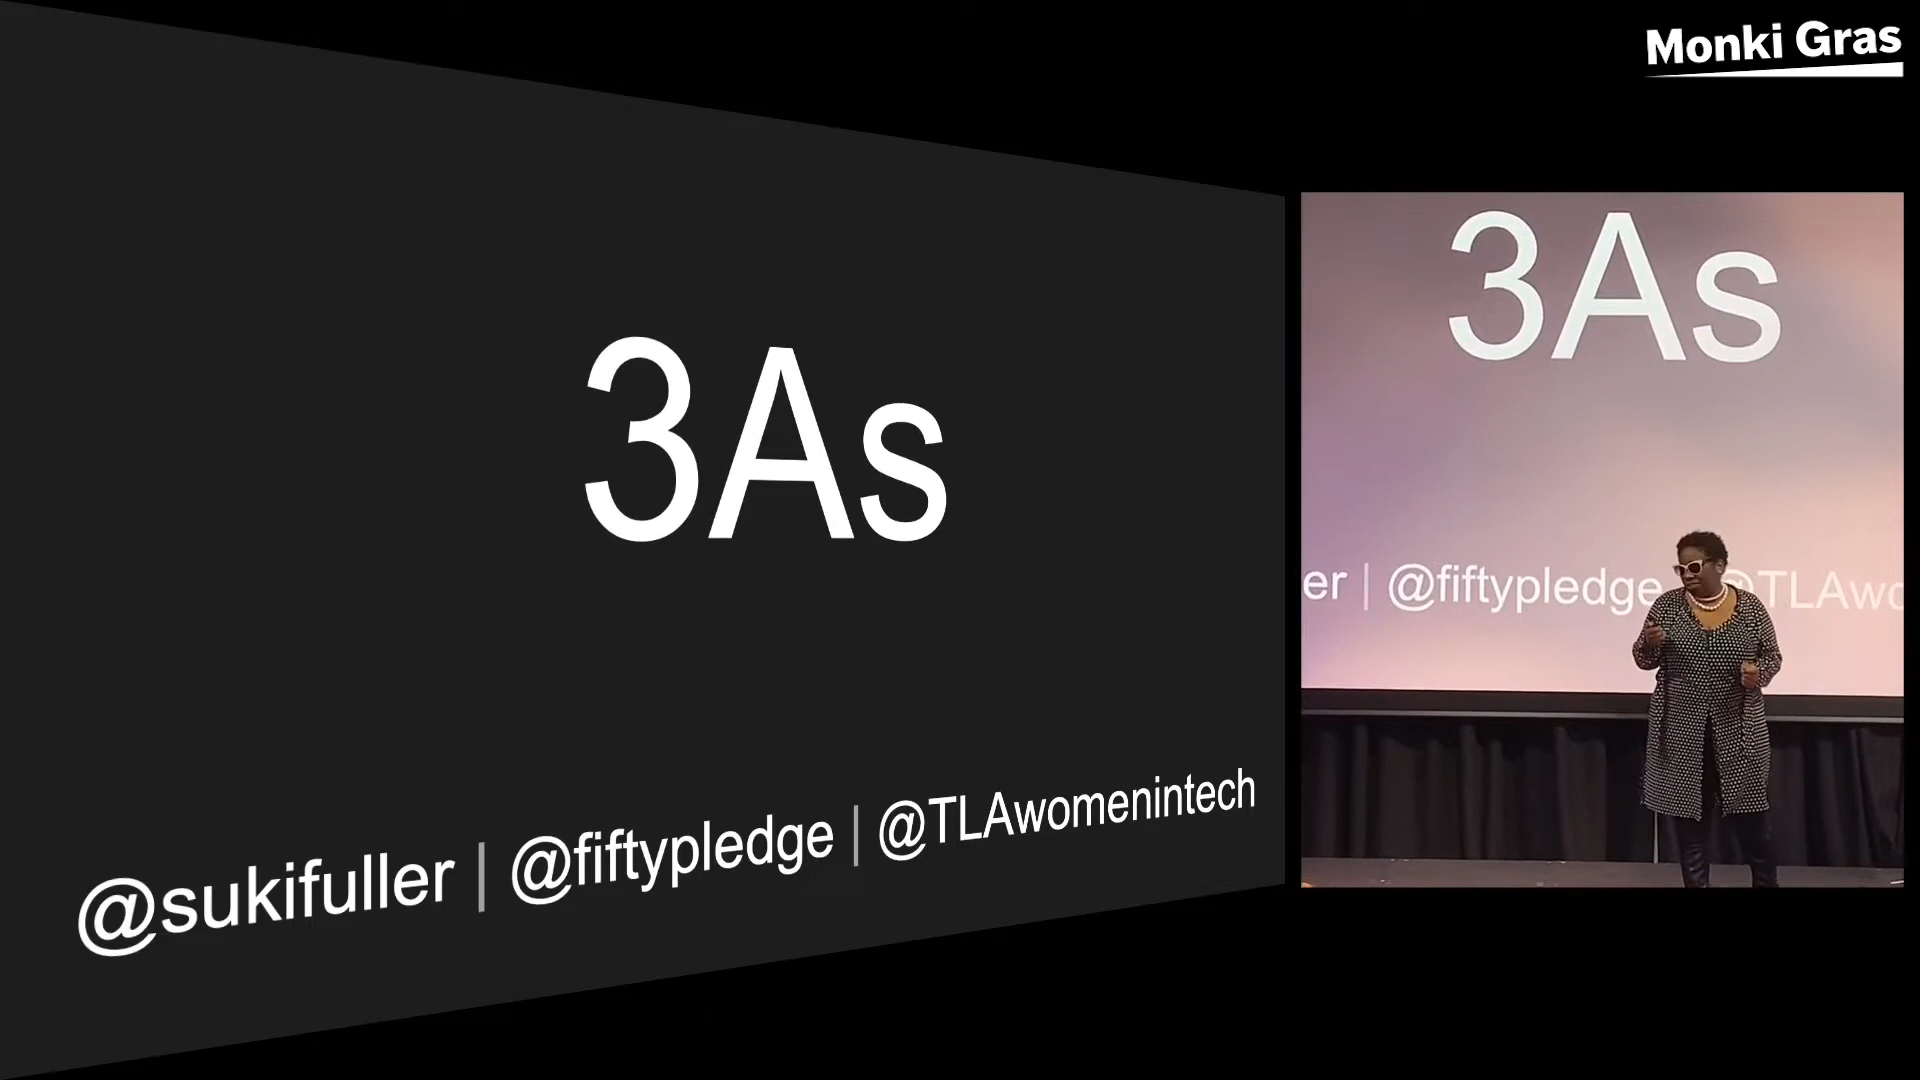 Monki Gras
3As
@sukifuller | @fiftypledge | @TLAwomenintech
3As
er | @fiftypledge @TLAwo